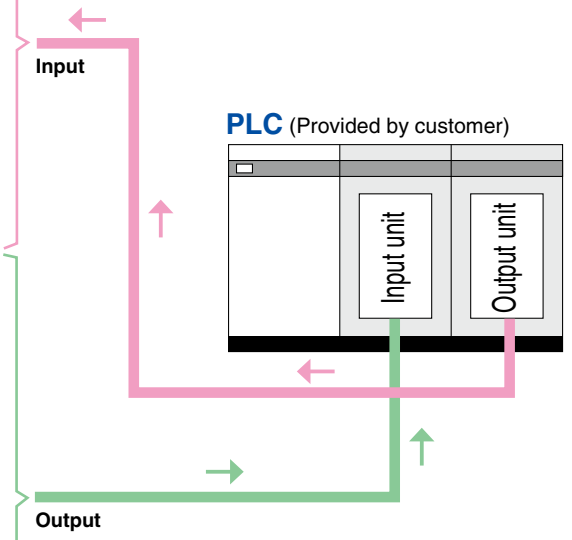 Input
PLC (Provided by customer)
Input unit
Output unit
Output